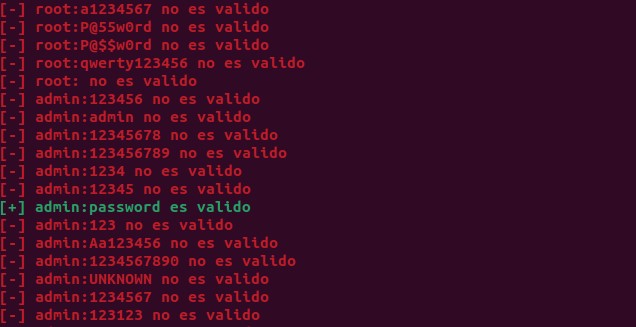 [-] root:a1234567 no es valido
[-] root:P@55w0rd no es valido
[-] root:P@$$w0rd no es valido
[-] root:qwerty123456 no es valido
[-] root: no es valido
[-] admin:123456 no es valido
[-] admin:admin no es valido
[-] admin:12345678 no es valido
[-] admin:123456789 no es valido
[-] admin:1234 no es valido
[-] admin:12345 no es valido
[+] admin:password es valido
[-] admin:123 no es valido
[-] admin:Aa123456 no es valido
[-] admin:1234567890 no es valido
[-] admin:UNKNOWN no es valido
[-] admin:1234567 no es valido
[-] admin:123123 no es valido